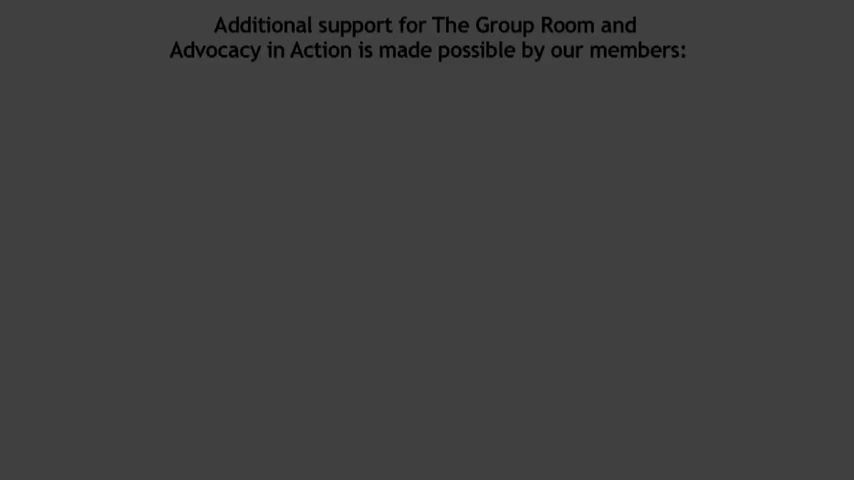 Additional support for The Group Room and
Advocacy in Action is made possible by our members: